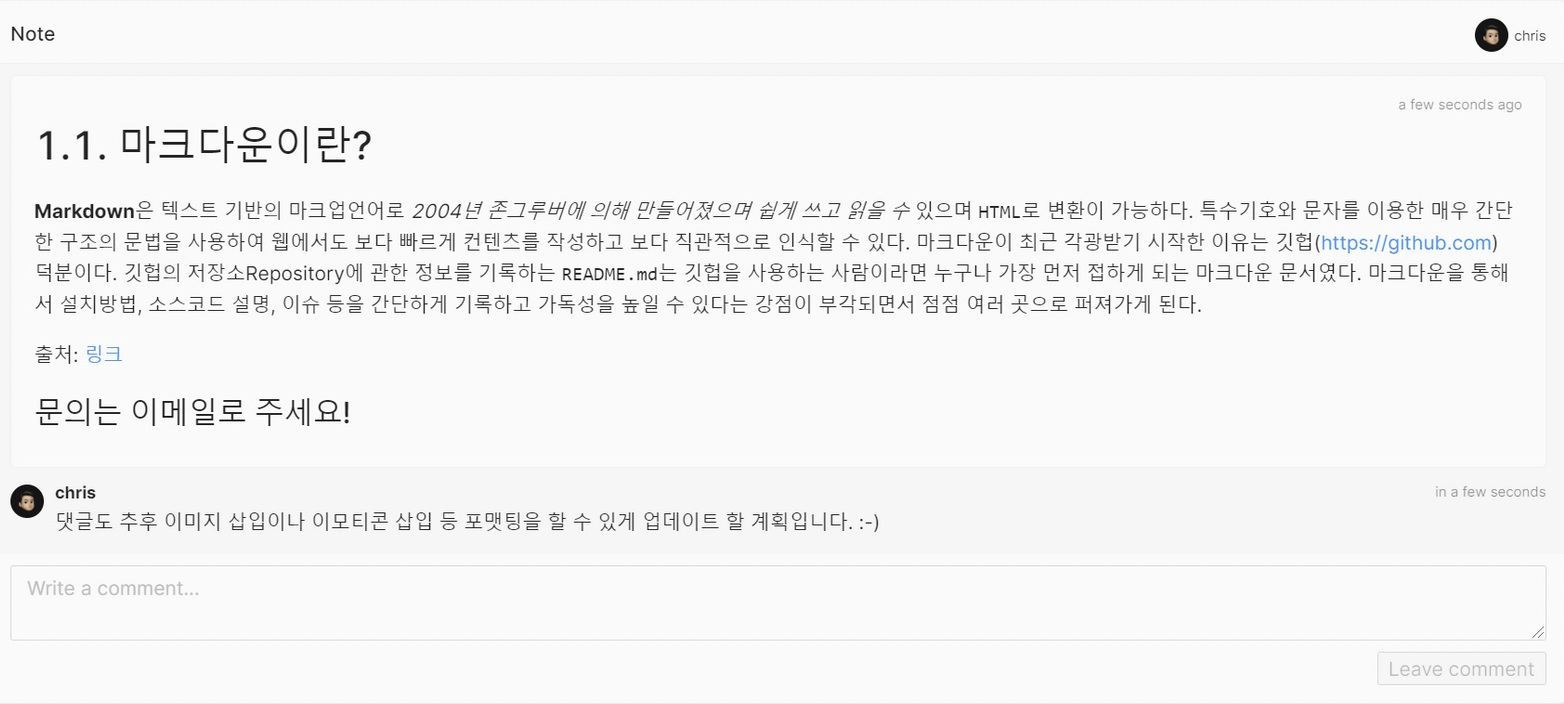 Note
chris
a few seconds ago
1.1. 마크다운이란?
Markdown은 텍스트 기반의 마크업언어로 2004년 존그루버에 의해 만들어졌으며 쉽게 쓰고 읽을 수 있으며 HTML로 변환이 가능하다. 특수기호와 문자를 이용한 매우 간단
한 구조의 문법을 사용하여 웹에서도 보다 빠르게 컨텐츠를 작성하고 보다 직관적으로 인식할 수 있다. 마크다운이 최근 각광받기 시작한 이유는 깃헙(https://github.com)
덕분이다. 깃헙의 저장소Repository에 관한 정보를 기록하는 README.md는 깃헙을 사용하는 사람이라면 누구나 가장 먼저 접하게 되는 마크다운 문서였다. 마크다운을 통해
서 설치방법, 소스코드 설명, 이슈 등을 간단하게 기록하고 가독성을 높일 수 있다는 강점이 부각되면서 점점 여러 곳으로 퍼져가게 된다.
출처: 링크
문의는 이메일로 주세요!
chris
in a few seconds
댓글도 추후 이미지 삽입이나 이모티콘 삽입 등 포맷팅을 할 수 있게 업데이트 할 계획입니다. :-)
Write a comment...
Leave comment